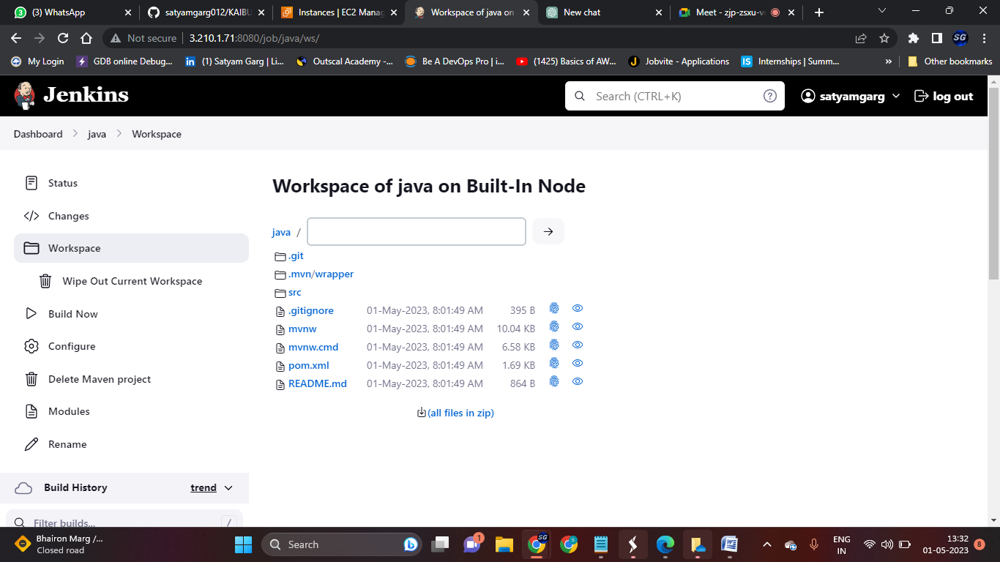 (3) WhatsApp
satyamgarg012/KAIBU
Instances | EC2 Manag
Workspace of java on
New chat
Meet - zjp-zsxu-v
Not secure
3.210.1.71:8080/job/java/ws/
SG
My Login
GDB online Debug...
(1) Satyam Garg | Li...
Outscal Academy -...
Be A DevOps Pro | i...
(1425) Basics of AW...
Jobvite - Applications
IS Internships | Summ...
»
Other bookmarks
Jenkins
Search (CTRL+K)
?
satyamgarg
log out
Dashboard > java > Workspace
Status
Changes
Workspace
Wipe Out Current Workspace
Build Now
Configure
Delete Maven project
Modules
Rename
Build History
trend
Filter builds...
/
Workspace of java on Built-In Node
java /
.git
.mvn/wrapper
src
.gitignore 01-May-2023, 8:01:49 AM 395 B
mvnw 01-May-2023, 8:01:49 AM 10.04 KB
mvnw.cmd 01-May-2023, 8:01:49 AM 6.58 KB
pom.xml 01-May-2023, 8:01:49 AM 1.69 KB
README.md 01-May-2023, 8:01:49 AM 864 B
(all files in zip)
Bhairon Marg /...
Closed road
Search
1
SG
ENG
IN
13:32
01-05-2023
8